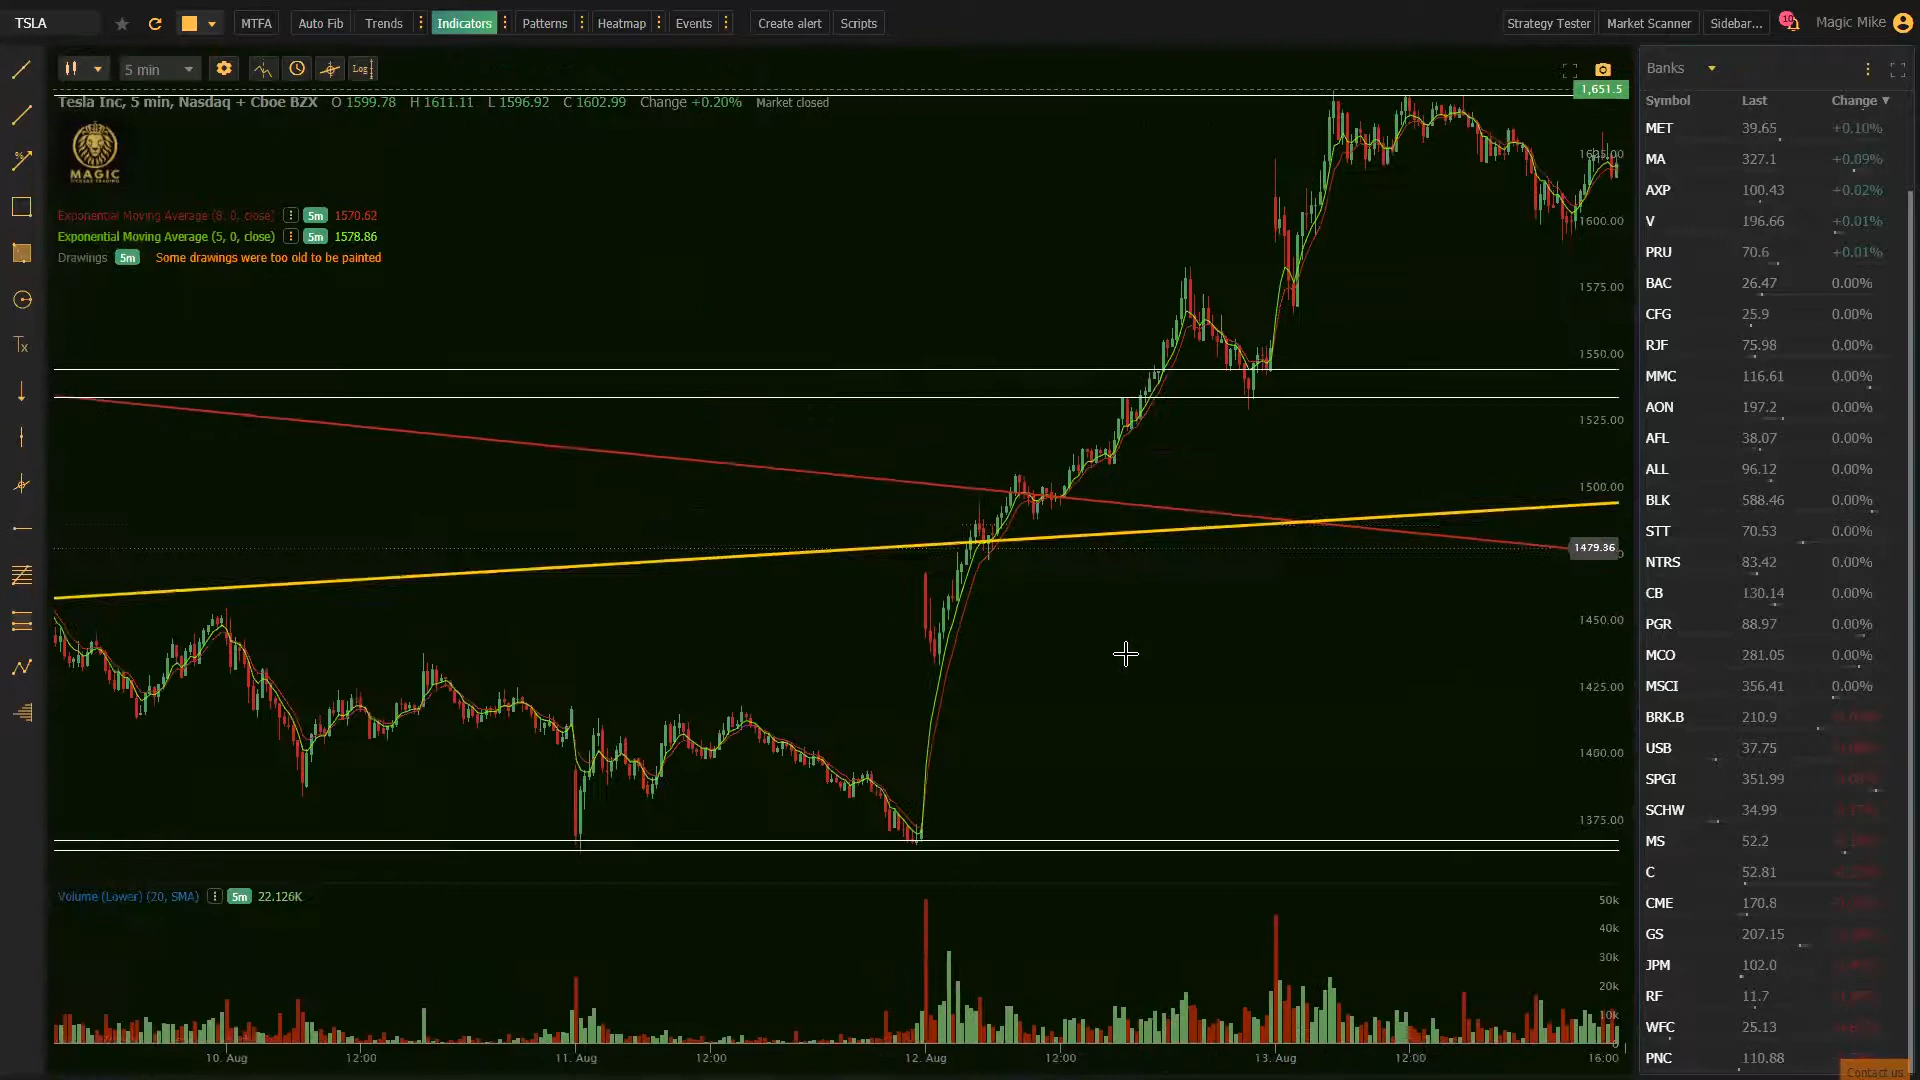 TSLA MTFA Auto Fib Trends Indicators Patterns Heatmap Events Create alert Scripts Strategy Tester Market Scanner Sidebar... 10 Magic Mike
5 min Log
Tesla Inc, 5 min, Nasdaq + Cboe BZX O 1599.78 H 1611.11 L 1596.92 C 1602.99 Change +0.20% Market closed
MAGIC
Exponential Moving Average (8, 0, close) 5m 1570.62
Exponential Moving Average (5, 0, close) 5m 1578.86
Drawings 5m Some drawings were too old to be painted
1,651.5
1625.00
1600.00
1575.00
1550.00
1525.00
1500.00
1479.36
1450.00
1425.00
1400.00
1375.00
Volume (Lower) (20, SMA) 5m 22.126K
50k
40k
30k
20k
10k
0
10. Aug 12:00 11. Aug 12:00 12. Aug 12:00 13. Aug 12:00 16:00
Banks
Symbol Last Change
MET 39.65 +0.10%
MA 327.1 +0.09%
AXP 100.43 +0.02%
V 196.66 +0.01%
PRU 70.6 +0.01%
BAC 26.47 0.00%
CFG 25.9 0.00%
RJF 75.98 0.00%
MMC 116.61 0.00%
AON 197.2 0.00%
AFL 38.07 0.00%
ALL 96.12 0.00%
BLK 588.46 0.00%
STT 70.53 0.00%
NTRS 83.42 0.00%
CB 130.14 0.00%
PGR 88.97 0.00%
MCO 281.05 0.00%
MSCI 356.41 0.00%
BRK.B 210.9
USB 37.75
SPGI 351.99
SCHW 34.99
MS 52.2
C 52.81
CME 170.8
GS 207.15
JPM 102.0
RF 11.7
WFC 25.13
PNC 110.88
Contact us